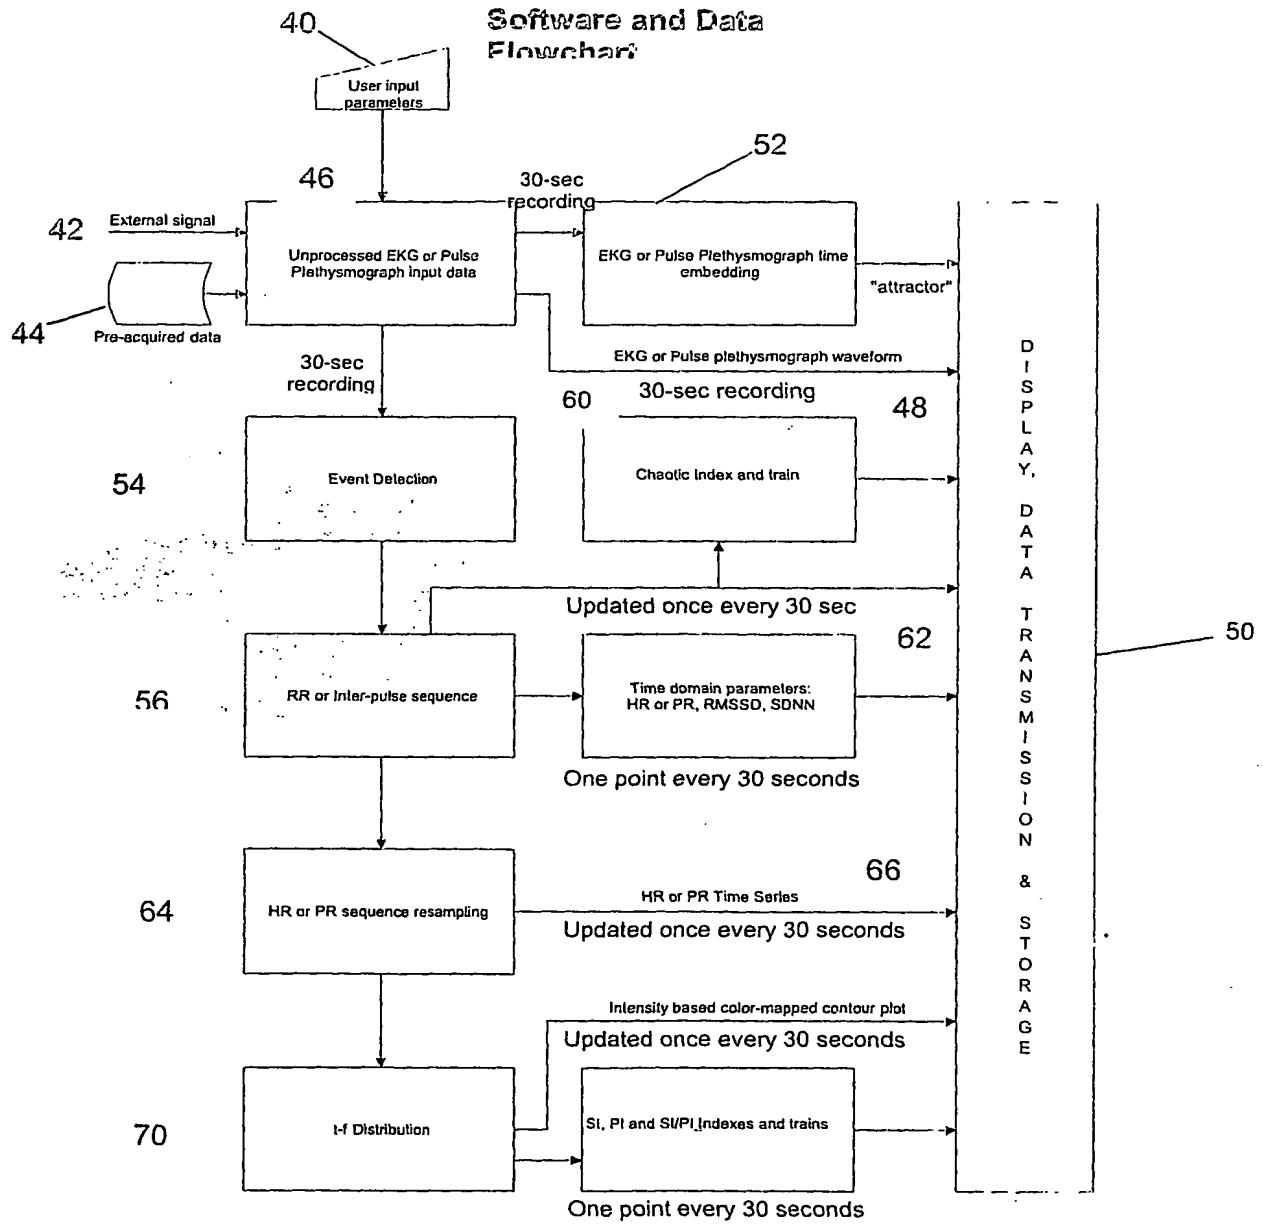 Software and Data
Flowchart
40
User input
parameters
52
46
30-sec
recording
42
External signal
Unprocessed EKG or Pulse
Plethysmograph input data
EKG or Pulse Plethysmograph time
embedding
"attractor"
44
Pre-acquired data
30-sec
recording
EKG or Pulse plethysmograph waveform
30-sec recording
60
48
54
Event Detection
Chaotic Index and train
Updated once every 30 sec
62
50
56
RR or Inter-pulse sequence
Time domain parameters:
HR or PR, RMSSD, SDNN
One point every 30 seconds
66
64
HR or PR sequence resampling
HR or PR Time Series
Updated once every 30 seconds
Intensity based color-mapped contour plot
Updated once every 30 seconds
70
t-f Distribution
SI, PI and SI/PI Indexes and trains
One point every 30 seconds
DISPLAY, DATA TRANSMISSION & STORAGE